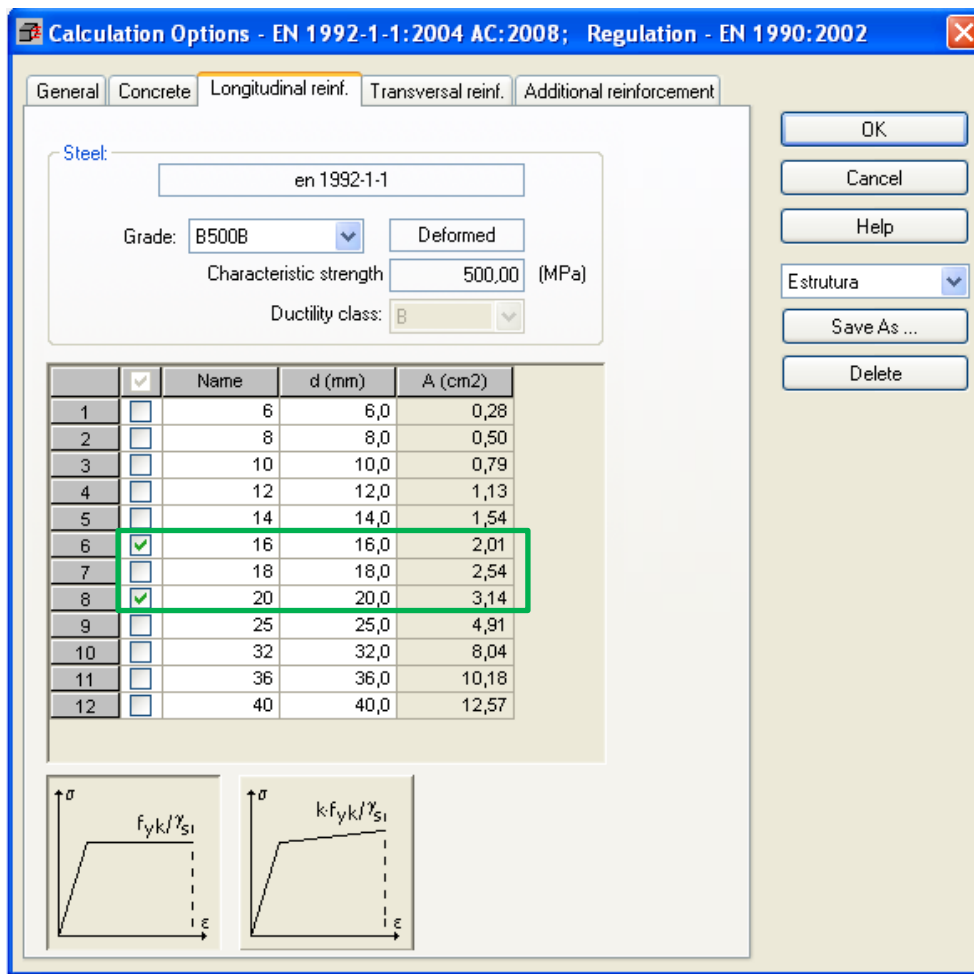 Calculation Options - EN 1992-1-1:2004 AC:2008; Regulation - EN 1990:2002
General Concrete Longitudinal reinf. Transversal reinf. Additional reinforcement
OK
Steel:
en 1992-1-1
Cancel
Grade: B500B Deformed
Help
Characteristic strength 500,00 (MPa)
Estrutura
Ductility class: B
Save As ...
Delete
Name d (mm) A (cm2)
1 6 6,0 0,28
2 8 8,0 0,50
3 10 10,0 0,79
4 12 12,0 1,13
5 14 14,0 1,54
6 16 16,0 2,01
7 18 18,0 2,54
8 20 20,0 3,14
9 25 25,0 4,91
10 32 32,0 8,04
11 36 36,0 10,18
12 40 40,0 12,57
σ fyk/γs ε
σ k·fyk/γs ε